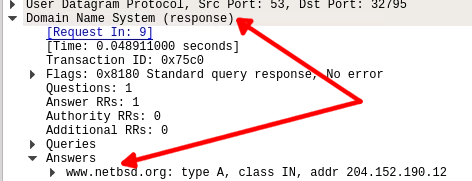 User Datagram Protocol, Src Port: 53, Dst Port: 32795
Domain Name System (response)
[Request In: 9]
[Time: 0.048911000 seconds]
Transaction ID: 0x75c0
Flags: 0x8180 Standard query response, No error
Questions: 1
Answer RRs: 1
Authority RRs: 0
Additional RRs: 0
Queries
Answers
www.netbsd.org: type A, class IN, addr 204.152.190.12